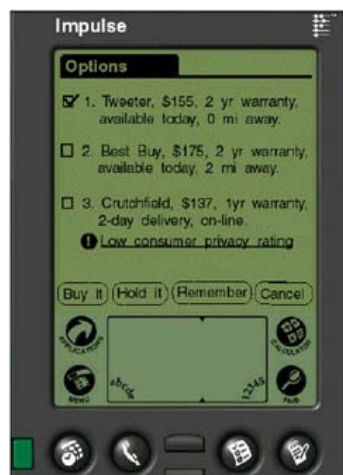 Impulse
Options
1. Tweeter, $155, 2 yr warranty,
available today, 0 mi away.
2. Best Buy, $175, 2 yr warranty,
available today, 2 mi away.
3. Crutchfield, $137, 1yr warranty,
2-day delivery, on-line.
! Low consumer privacy rating
Buy it Hold it Remember Cancel
APPLICATIONS CALCULATOR
MENU abcde 12345 FIND